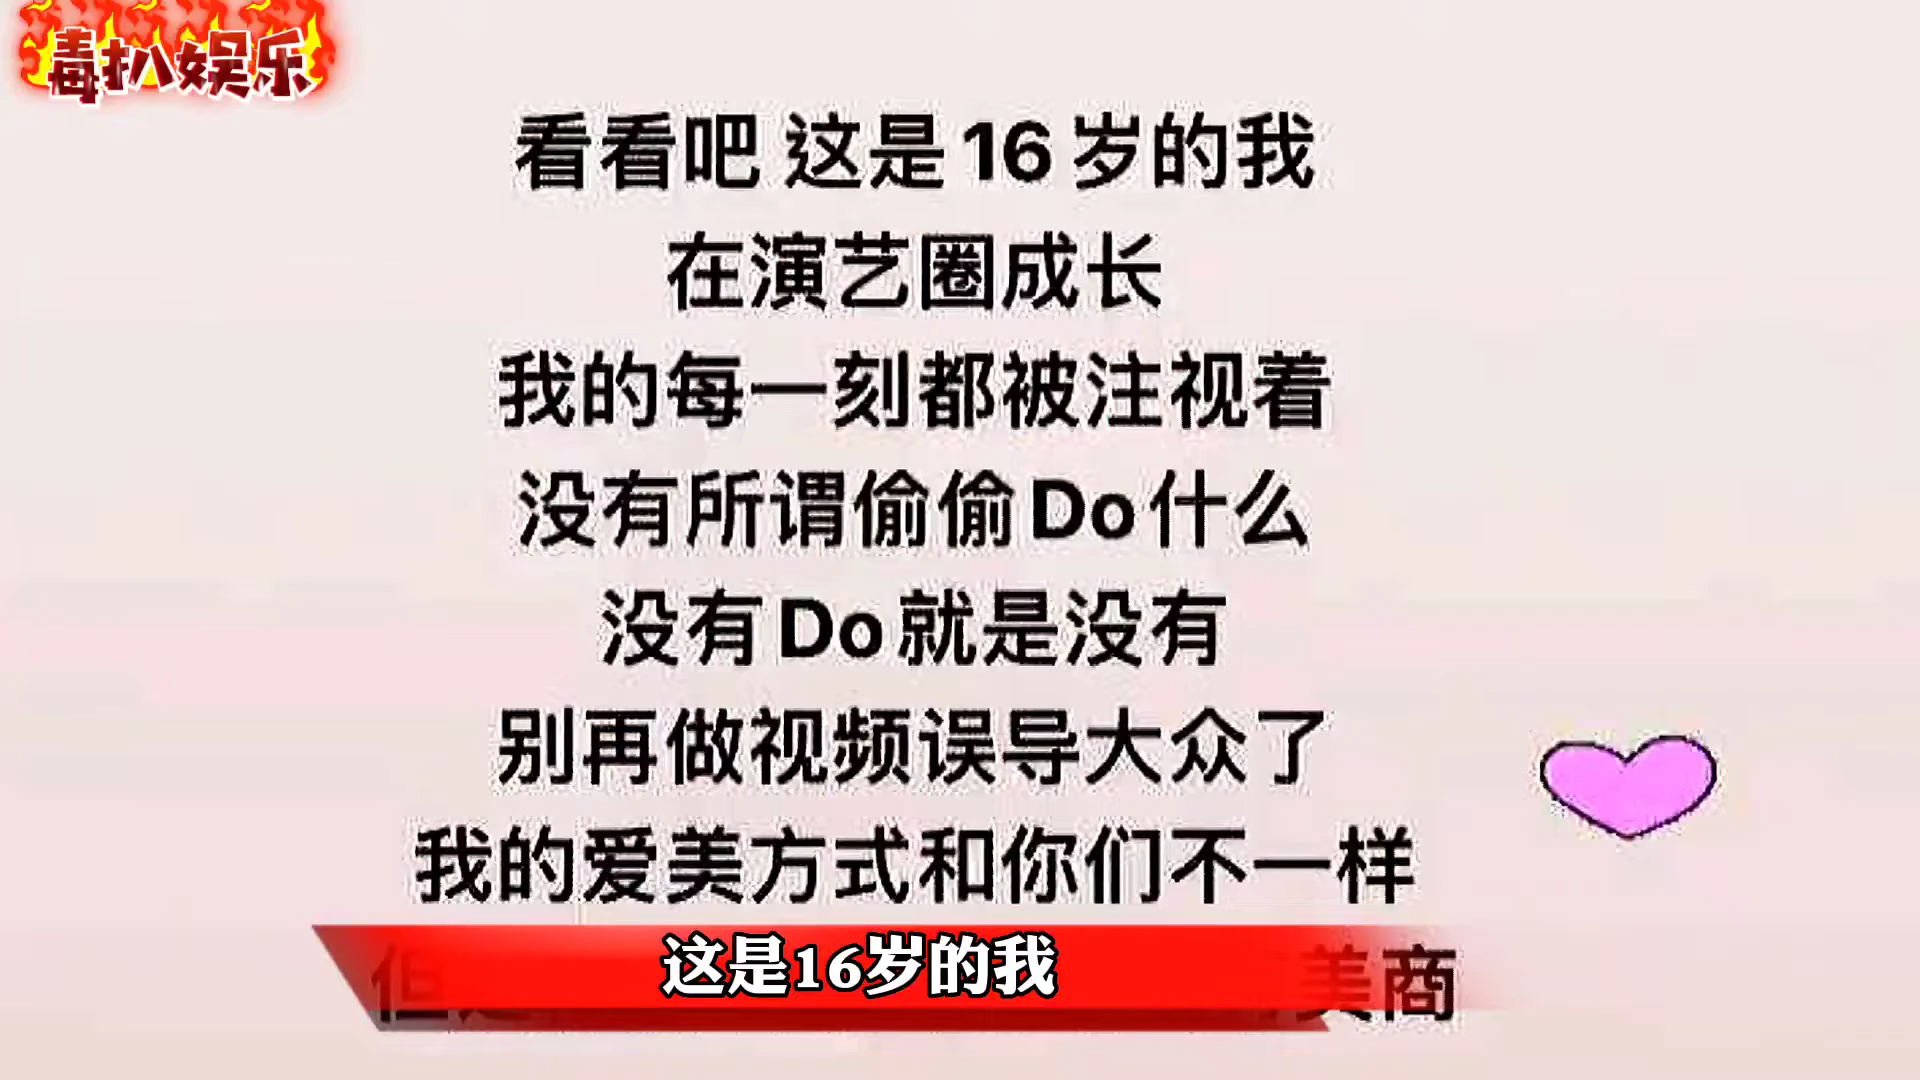 毒扒娱乐
看看吧 这是16岁的我
在演艺圈成长
我的每一刻都被注视着
没有所谓偷偷Do什么
没有Do就是没有
别再做视频误导大众了
我的爱美方式和你们不一样
但 美商
这是16岁的我